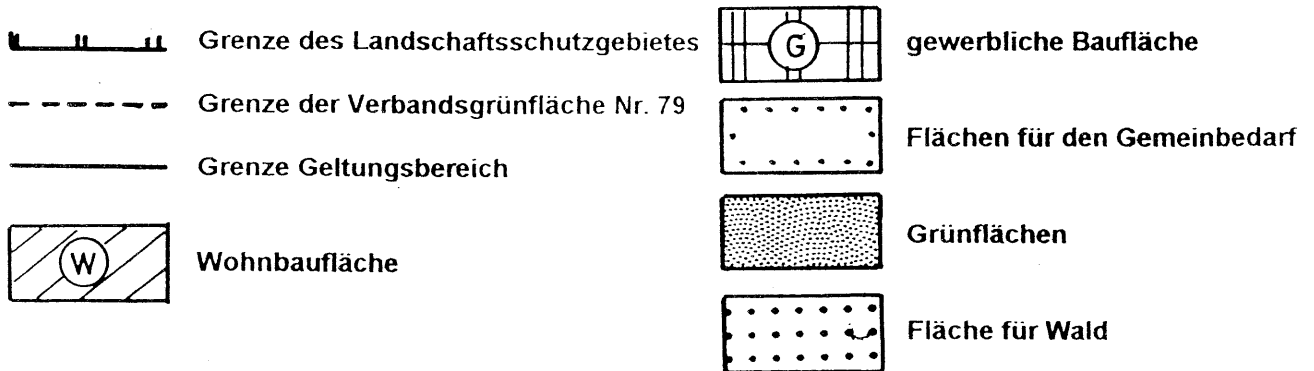 Grenze des Landschaftsschutzgebietes
Grenze der Verbandsgrünfläche Nr. 79
Grenze Geltungsbereich
W Wohnbaufläche
G gewerbliche Baufläche
Flächen für den Gemeinbedarf
Grünflächen
Fläche für Wald